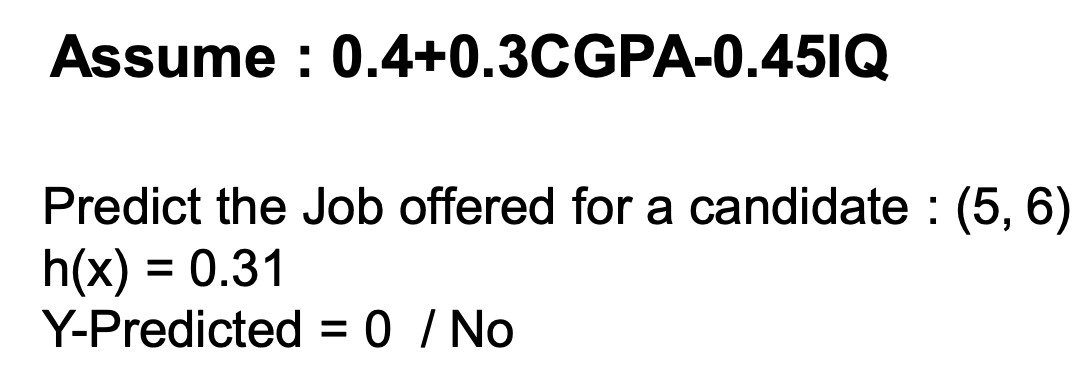 Assume : 0.4+0.3CGPA-0.45IQ
Predict the Job offered for a candidate : (5, 6)
h(x) = 0.31
Y-Predicted = 0 / No